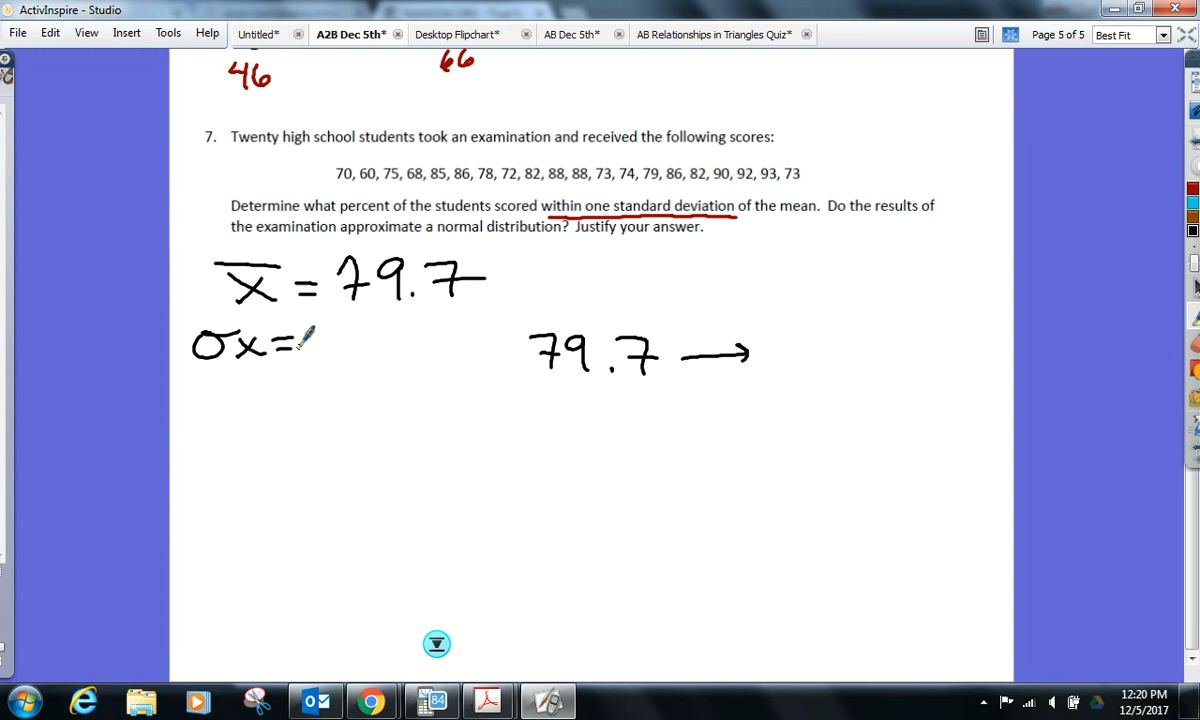 ActivInspire - Studio
File Edit View Insert Tools Help
Untitled* A2B Dec 5th* Desktop Flipchart* AB Dec 5th* AB Relationships in Triangles Quiz* Page 5 of 5 Best Fit
46 66
7. Twenty high school students took an examination and received the following scores:
70, 60, 75, 68, 85, 86, 78, 72, 82, 88, 88, 73, 74, 79, 86, 82, 90, 92, 93, 73
Determine what percent of the students scored within one standard deviation of the mean. Do the results of
the examination approximate a normal distribution? Justify your answer.
x̅ = 79.7
σx=
79.7 →
84
12:20 PM
12/5/2017